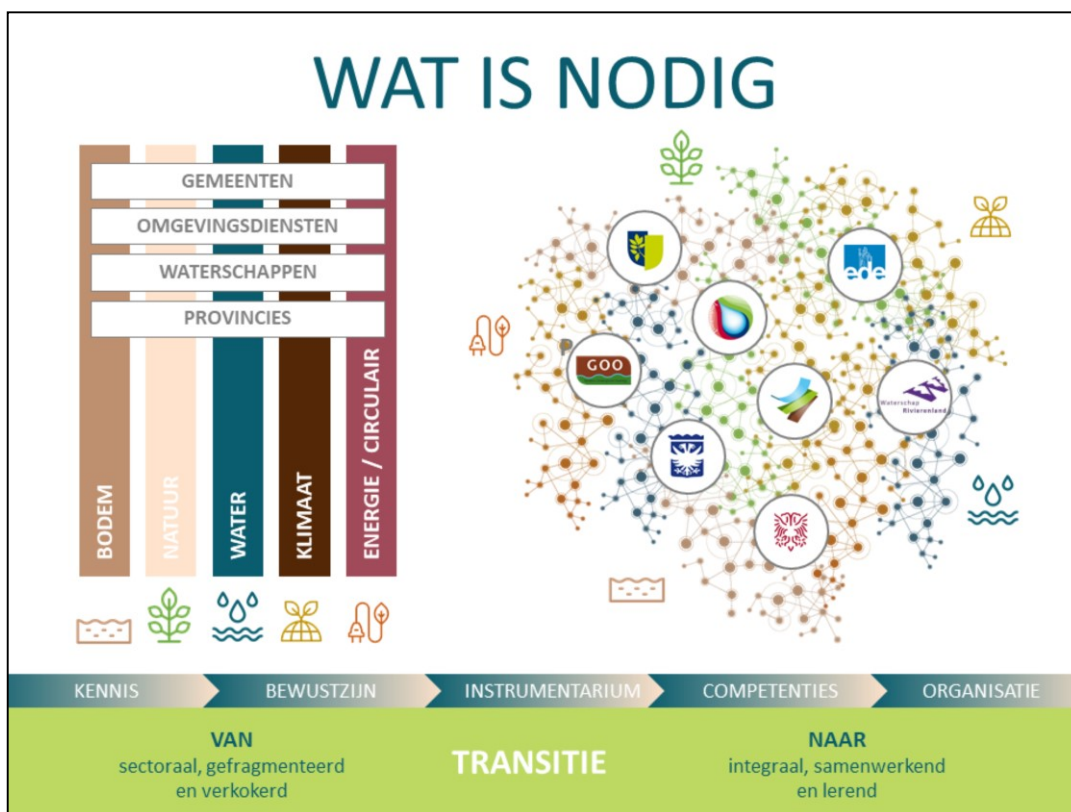 WAT IS NODIG
GEMEENTEN
OMGEVINGSDIENSTEN
WATERSCHAPPEN
PROVINCIES
BODEM
NATUUR
WATER
KLIMAAT
ENERGIE / CIRCULAIR
ede
P
GOO
Waterschap
Rivierenland
KENNIS
BEWUSTZIJN
INSTRUMENTARIUM
COMPETENTIES
ORGANISATIE
VAN
sectoraal, gefragmenteerd
en verkokerd
TRANSITIE
NAAR
integraal, samenwerkend
en lerend